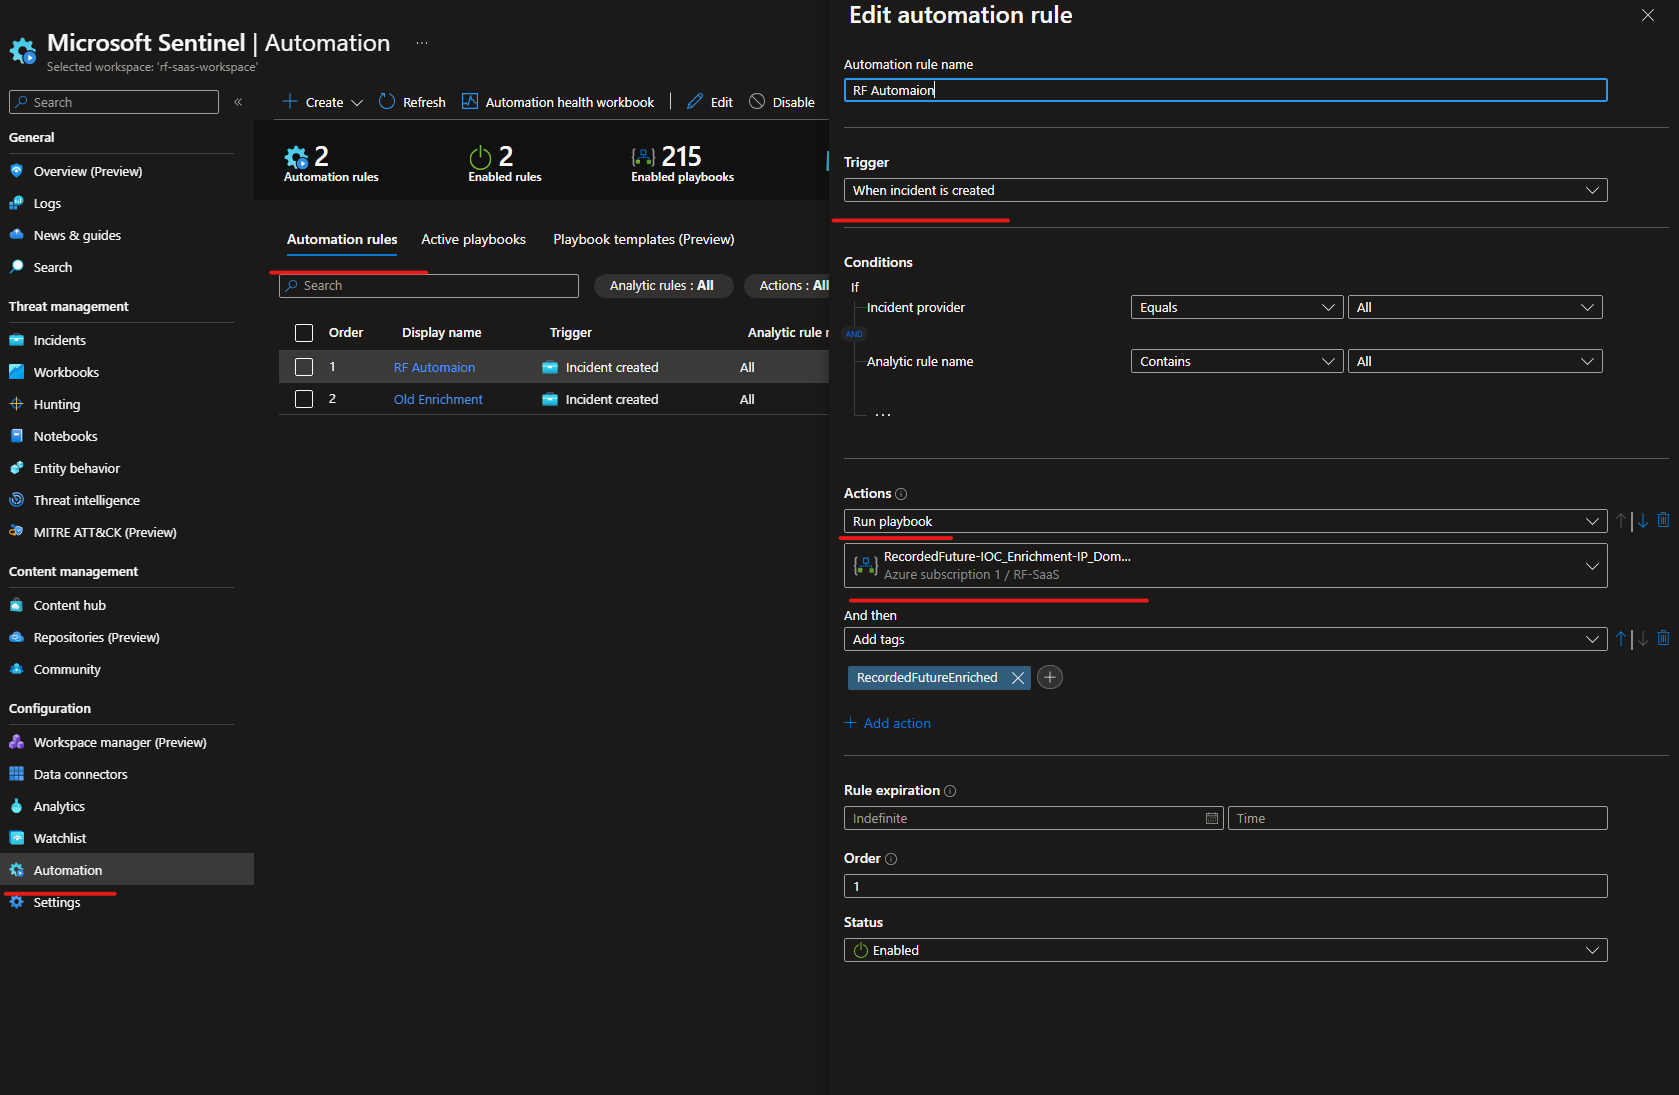 Microsoft Sentinel | Automation ...
Selected workspace: 'rf-saas-workspace'
Search «
General
Overview (Preview)
Logs
News & guides
Search
Threat management
Incidents
Workbooks
Hunting
Notebooks
Entity behavior
Threat intelligence
MITRE ATT&CK (Preview)
Content management
Content hub
Repositories (Preview)
Community
Configuration
Workspace manager (Preview)
Data connectors
Analytics
Watchlist
Automation
Settings
Create Refresh Automation health workbook | Edit Disable
2 2 215
Automation rules Enabled rules Enabled playbooks
Automation rules Active playbooks Playbook templates (Preview)
Search Analytic rules : All Actions : All
Order Display name Trigger Analytic rule
1 RF Automaion Incident created All
2 Old Enrichment Incident created All
Edit automation rule
Automation rule name
RF Automaion
Trigger
When incident is created
Conditions
If
Incident provider Equals All
AND
Analytic rule name Contains All
...
Actions
Run playbook
RecordedFuture-IOC_Enrichment-IP_Dom...
Azure subscription 1 / RF-SaaS
And then
Add tags
RecordedFutureEnriched
+ Add action
Rule expiration
Indefinite Time
Order
1
Status
Enabled